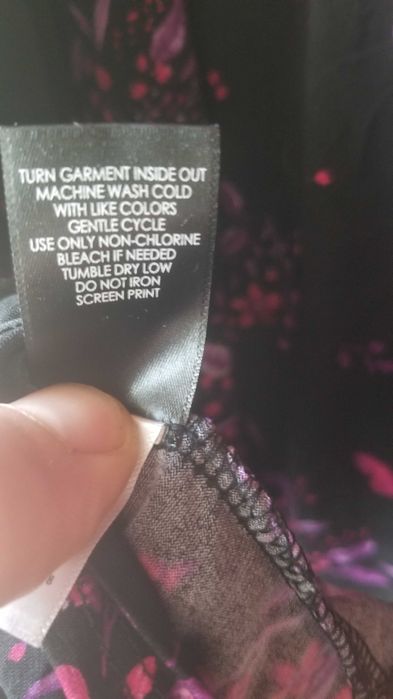 TURN GARMENT INSIDE OUT
MACHINE WASH COLD
WITH LIKE COLORS
GENTLE CYCLE
USE ONLY NON-CHLORINE
BLEACH IF NEEDED
TUMBLE DRY LOW
DO NOT IRON
SCREEN PRINT